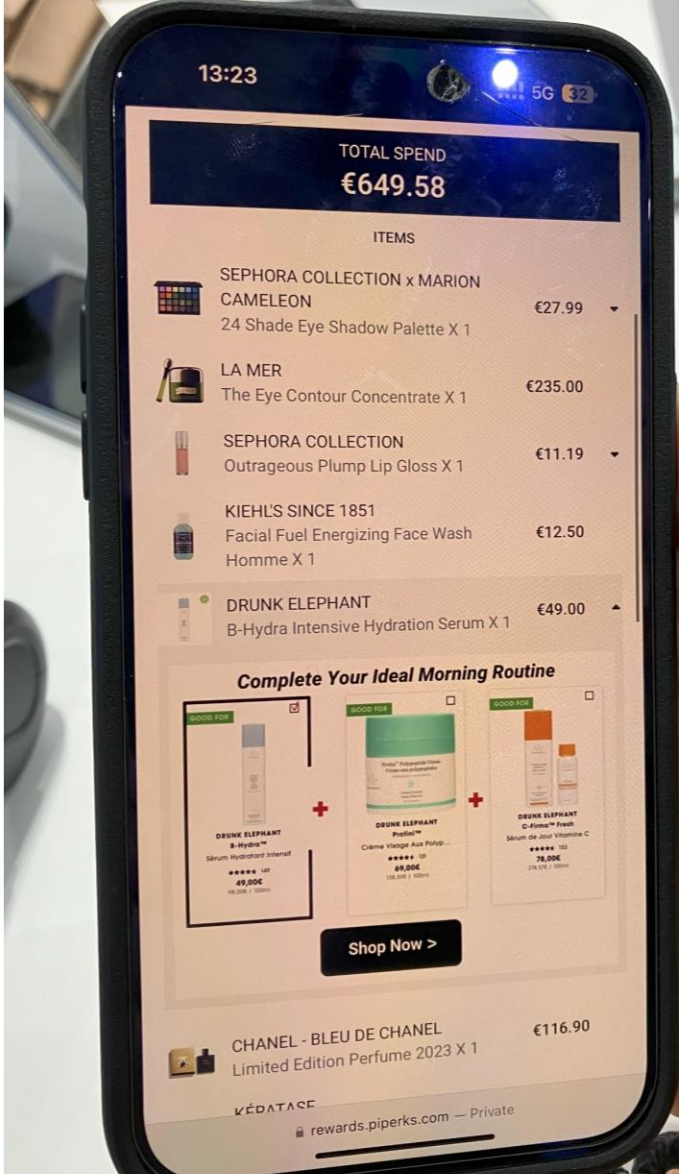 13:23
5G 32
TOTAL SPEND
€649.58
ITEMS
SEPHORA COLLECTION x MARION
CAMELEON
24 Shade Eye Shadow Palette X 1
€27.99
LA MER
The Eye Contour Concentrate X 1
€235.00
SEPHORA COLLECTION
Outrageous Plump Lip Gloss X 1
€11.19
KIEHL'S SINCE 1851
Facial Fuel Energizing Face Wash
Homme X 1
€12.50
DRUNK ELEPHANT
B-Hydra Intensive Hydration Serum X 1
€49.00
Complete Your Ideal Morning Routine
GOOD FOR
DRUNK ELEPHANT
B-Hydra™
Sérum Hydratant Intensif
49,00€
+
GOOD FOR
DRUNK ELEPHANT
Protini™
Crème Visage Aux Polyp...
69,00€
+
GOOD FOR
DRUNK ELEPHANT
C-Firma™ Fresh
Sérum de Jour Vitamine C
78,00€
Shop Now >
CHANEL - BLEU DE CHANEL
Limited Edition Perfume 2023 X 1
€116.90
KÉRATASE
rewards.piperks.com — Private